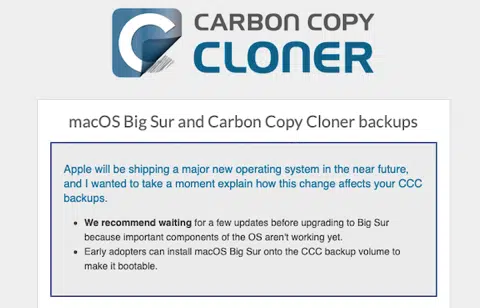 CARBON COPY
CLONER
macOS Big Sur and Carbon Copy Cloner backups
Apple will be shipping a major new operating system in the near future,
and I wanted to take a moment explain how this change affects your CCC
backups.
• We recommend waiting for a few updates before upgrading to Big Sur
because important components of the OS aren't working yet.
• Early adopters can install macOS Big Sur onto the CCC backup volume to
make it bootable.